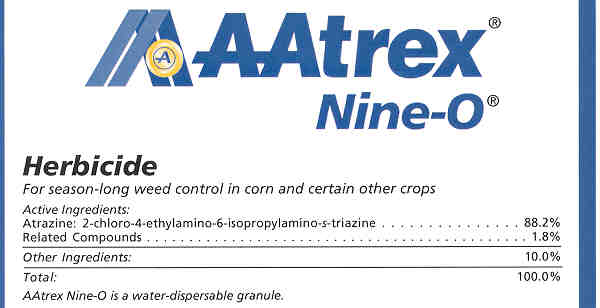 A AAtrex®
Nine-O®
Herbicide
For season-long weed control in corn and certain other crops
Active Ingredients:
Atrazine: 2-chloro-4-ethylamino-6-isopropylamino-s-triazine . . . . . . . . . . . . . . . 88.2%
Related Compounds . . . . . . . . . . . . . . . . . . . . . . . . . . . . . . . . . . . . . . . . . . . . . . . . 1.8%
Other Ingredients: 10.0%
Total: 100.0%
AAtrex Nine-O is a water-dispersable granule.